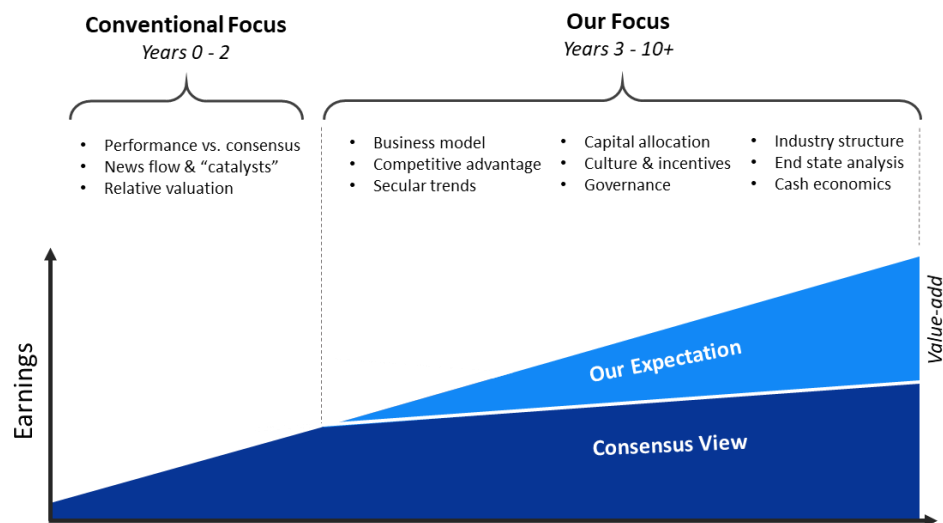 Conventional Focus
Years 0 - 2
Our Focus
Years 3 - 10+
• Performance vs. consensus
• News flow & “catalysts”
• Relative valuation
• Business model
• Competitive advantage
• Secular trends
• Capital allocation
• Culture & incentives
• Governance
• Industry structure
• End state analysis
• Cash economics
Earnings
Our Expectation
Consensus View
Value-add